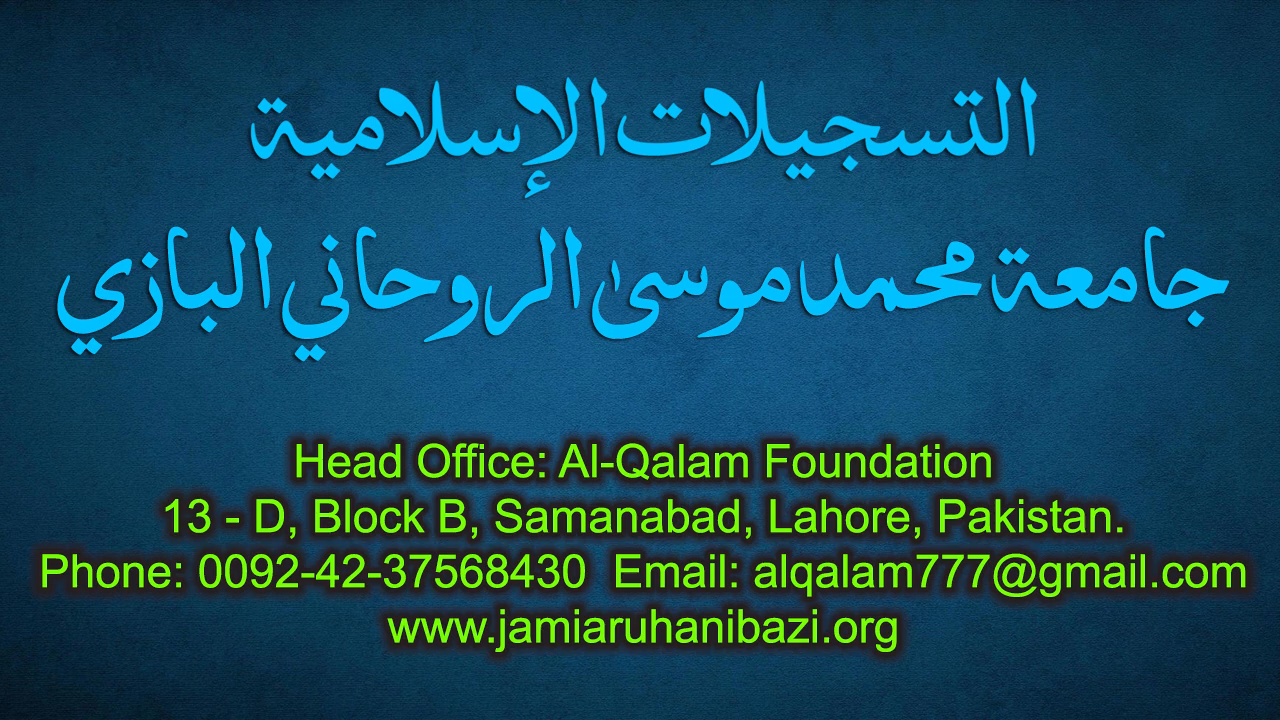 التسجيلات الإسلامية
جامعة محمد موسىٰ الروحاني البازي
Head Office: Al-Qalam Foundation
13 - D, Block B, Samanabad, Lahore, Pakistan.
Phone: 0092-42-37568430  Email: alqalam777@gmail.com
www.jamiaruhanibazi.org